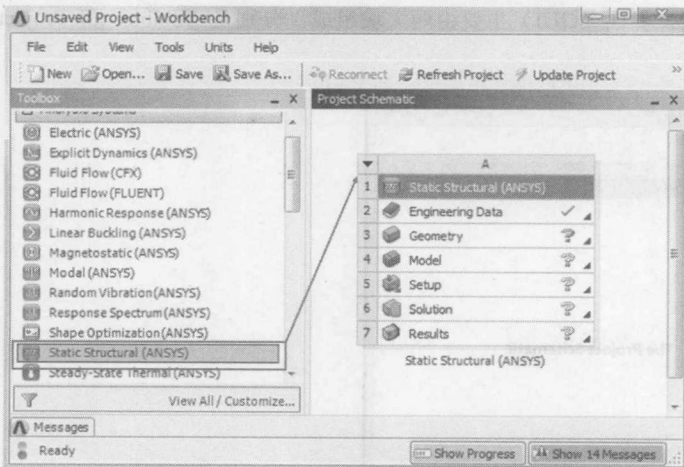 Unsaved Project - Workbench
File Edit View Tools Units Help
New Open... Save Save As... Reconnect Refresh Project Update Project »
Toolbox
Project Schematic
Electric (ANSYS)
Explicit Dynamics (ANSYS)
Fluid Flow (CFX)
Fluid Flow (FLUENT)
Harmonic Response (ANSYS)
Linear Buckling (ANSYS)
Magnetostatic (ANSYS)
Modal (ANSYS)
Random Vibration (ANSYS)
Response Spectrum (ANSYS)
Shape Optimization (ANSYS)
Static Structural (ANSYS)
Steady-State Thermal (ANSYS)
View All / Customize...
A
1 Static Structural (ANSYS)
2 Engineering Data
3 Geometry
4 Model
5 Setup
6 Solution
7 Results
Static Structural (ANSYS)
Messages
Ready
Show Progress
Show 14 Messages